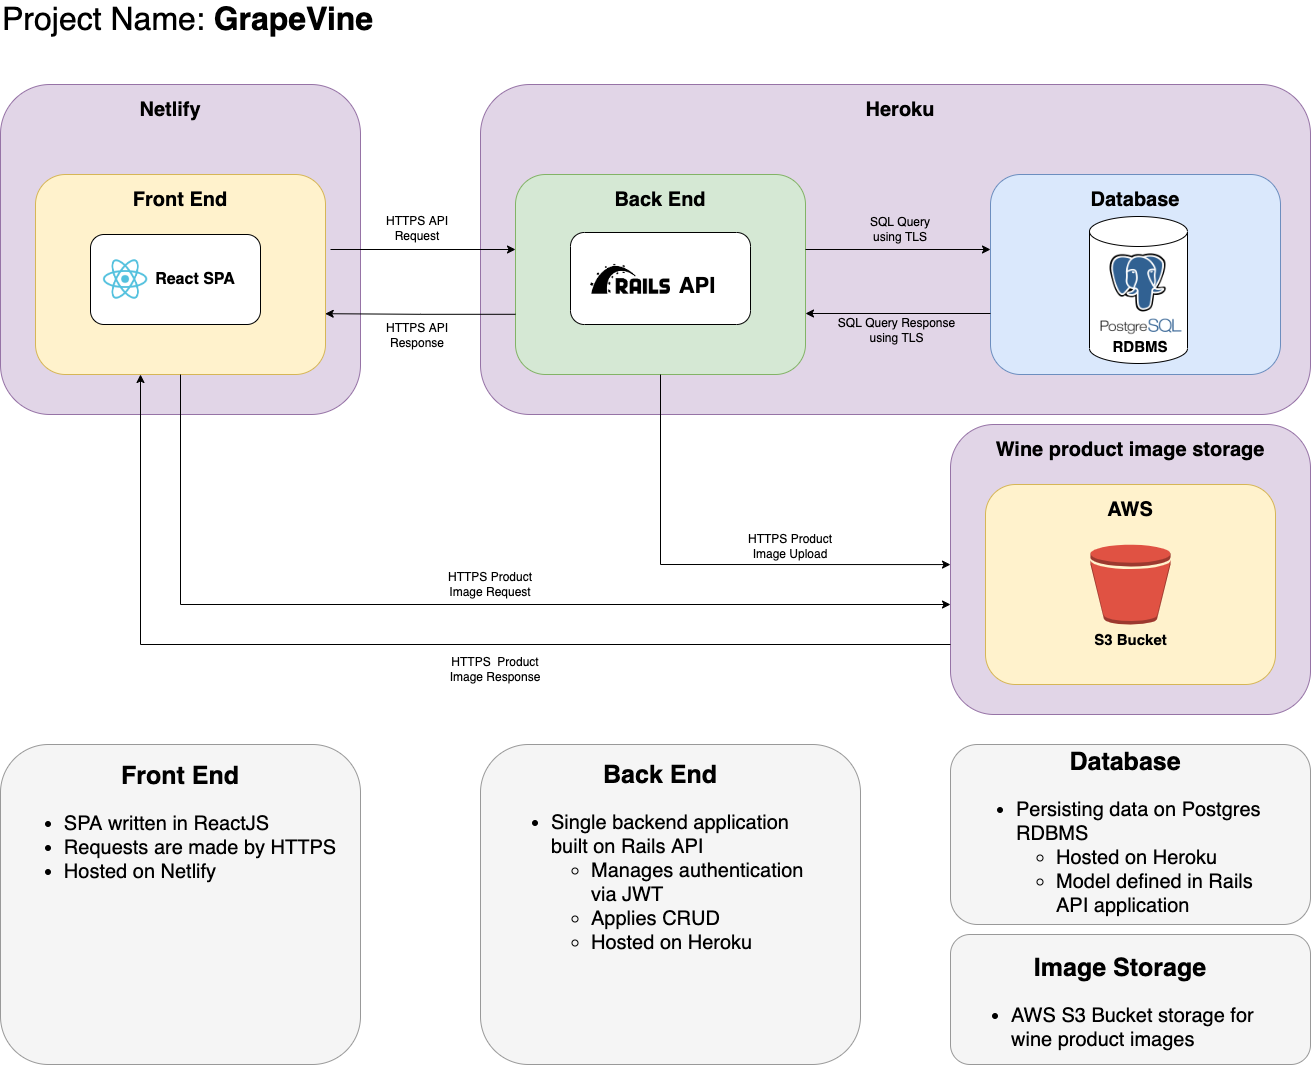 Project Name: GrapeVine
Netlify
Heroku
Front End
React SPA
HTTPS API
Request
HTTPS API
Response
Back End
RAILS API
SQL Query
using TLS
SQL Query Response
using TLS
Database
PostgreSQL
RDBMS
Wine product image storage
AWS
S3 Bucket
HTTPS Product
Image Upload
HTTPS Product
Image Request
HTTPS  Product
Image Response
Front End
• SPA written in ReactJS
• Requests are made by HTTPS
• Hosted on Netlify
Back End
• Single backend application
built on Rails API
◦ Manages authentication
via JWT
◦ Applies CRUD
◦ Hosted on Heroku
Database
• Persisting data on Postgres
RDBMS
◦ Hosted on Heroku
◦ Model defined in Rails
API application
Image Storage
• AWS S3 Bucket storage for
wine product images